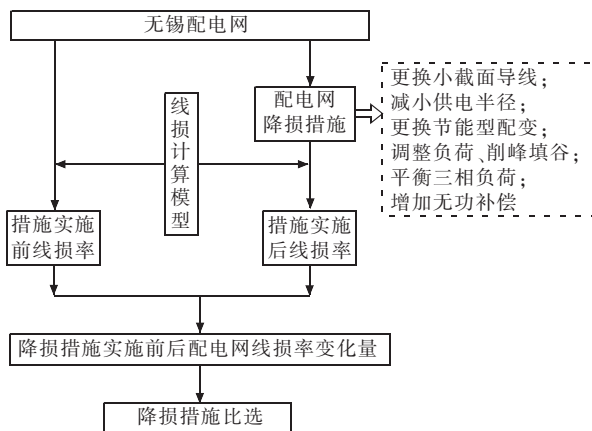 无锡配电网
配电网
降损措施
更换小截面导线;
减小供电半径;
更换节能型配变;
调整负荷、削峰填谷;
平衡三相负荷;
增加无功补偿
线
损
计
算
模
型
措施实施
前线损率
措施实施
后线损率
降损措施实施前后配电网线损率变化量
降损措施比选